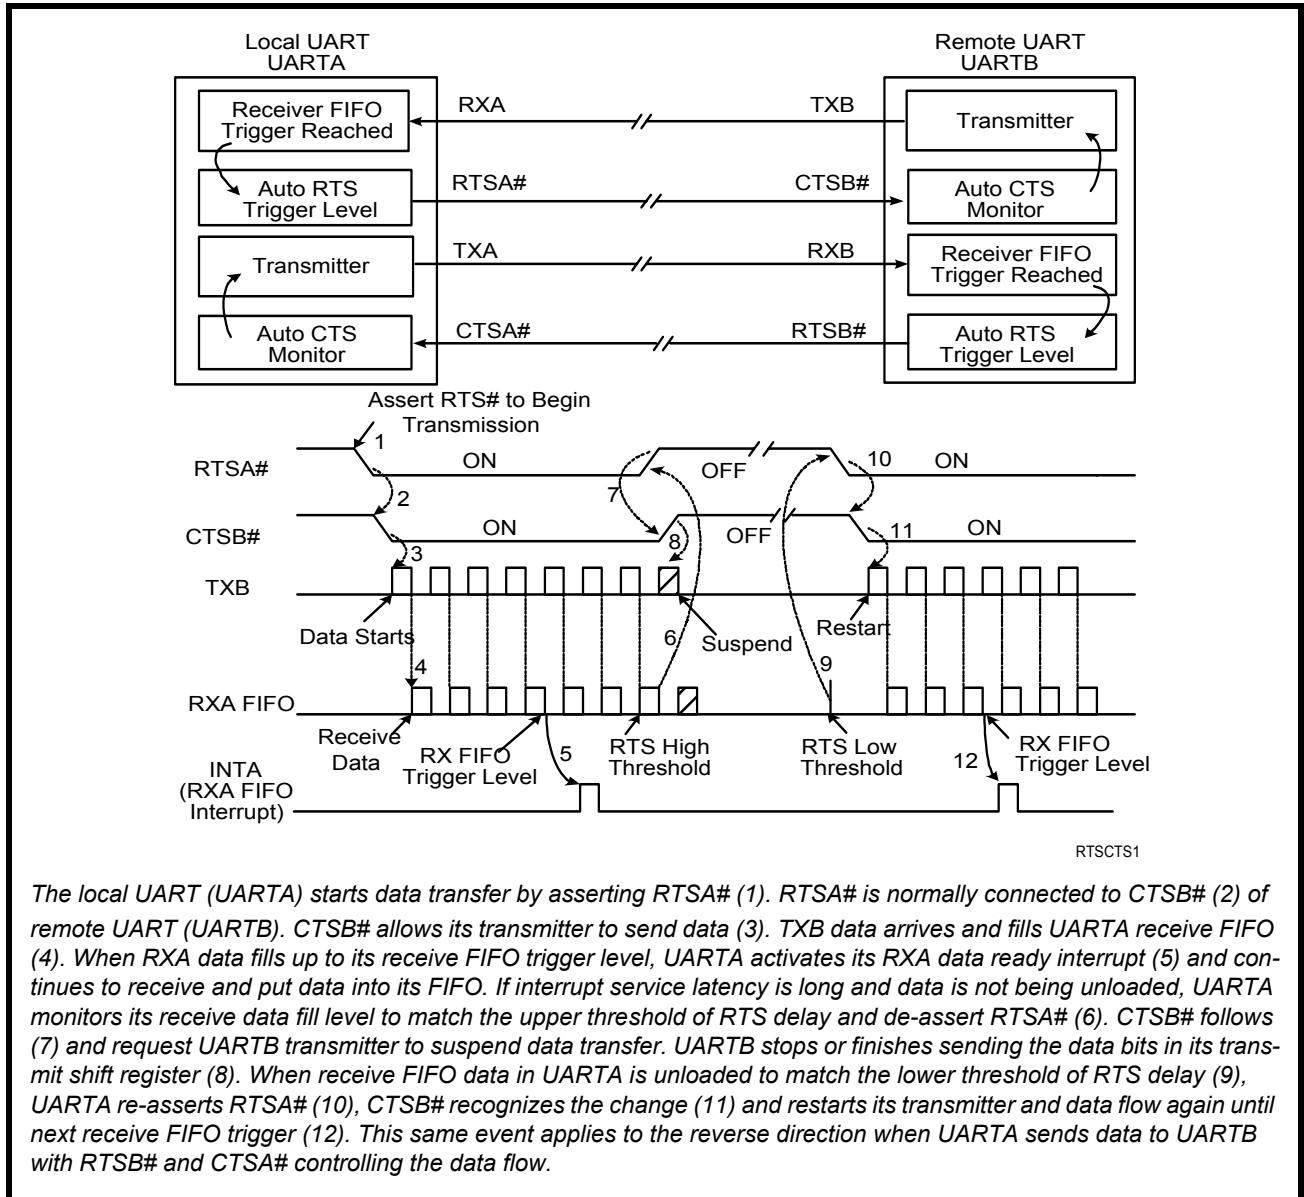 Local UART
UARTA
Remote UART
UARTB
Receiver FIFO
Trigger Reached
RXA
TXB
Transmitter
Auto RTS
Trigger Level
RTSA#
CTSB#
Auto CTS
Monitor
Transmitter
TXA
RXB
Receiver FIFO
Trigger Reached
Auto CTS
Monitor
CTSA#
RTSB#
Auto RTS
Trigger Level
Assert RTS# to Begin
Transmission
1
RTSA#
ON
OFF
10
ON
2
7
CTSB#
ON
8
OFF
11
ON
3
TXB
Data Starts
6
Suspend
Restart
4
9
RXA FIFO
Receive
Data
RX FIFO
Trigger Level
5
RTS High
Threshold
RTS Low
Threshold
12
RX FIFO
Trigger Level
INTA
(RXA FIFO
Interrupt)
RTSCTS1
The local UART (UARTA) starts data transfer by asserting RTSA# (1). RTSA# is normally connected to CTSB# (2) of
remote UART (UARTB). CTSB# allows its transmitter to send data (3). TXB data arrives and fills UARTA receive FIFO
(4). When RXA data fills up to its receive FIFO trigger level, UARTA activates its RXA data ready interrupt (5) and con-
tinues to receive and put data into its FIFO. If interrupt service latency is long and data is not being unloaded, UARTA
monitors its receive data fill level to match the upper threshold of RTS delay and de-assert RTSA# (6). CTSB# follows
(7) and request UARTB transmitter to suspend data transfer. UARTB stops or finishes sending the data bits in its trans-
mit shift register (8). When receive FIFO data in UARTA is unloaded to match the lower threshold of RTS delay (9),
UARTA re-asserts RTSA# (10), CTSB# recognizes the change (11) and restarts its transmitter and data flow again until
next receive FIFO trigger (12). This same event applies to the reverse direction when UARTA sends data to UARTB
with RTSB# and CTSA# controlling the data flow.